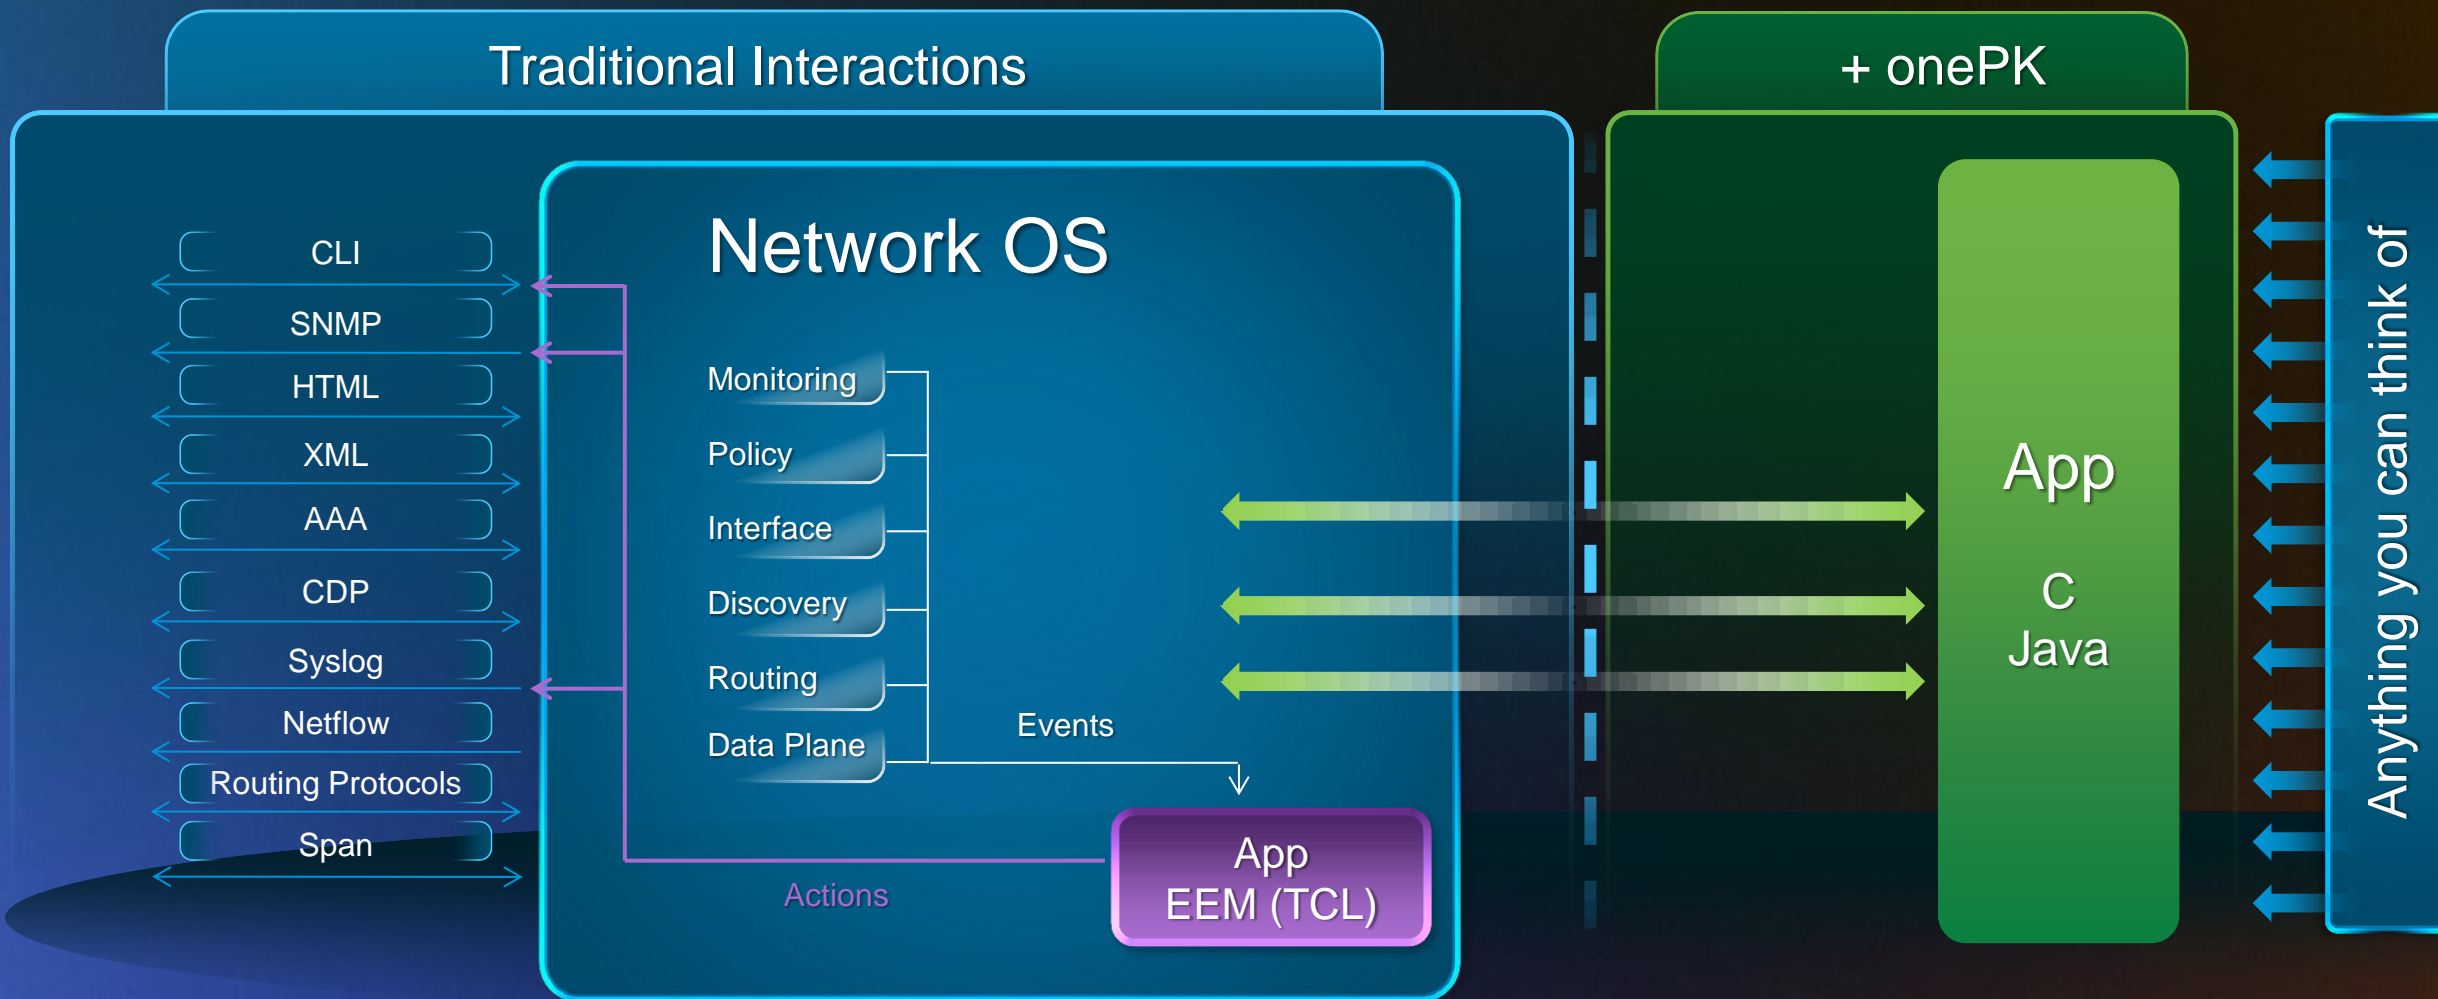 Traditional Interactions
+ onePK
CLI
SNMP
HTML
XML
AAA
CDP
Syslog
Netflow
Routing Protocols
Span
Network OS
Monitoring
Policy
Interface
Discovery
Routing
Data Plane
Events
Actions
App
EEM (TCL)
App
C
Java
Anything you can think of